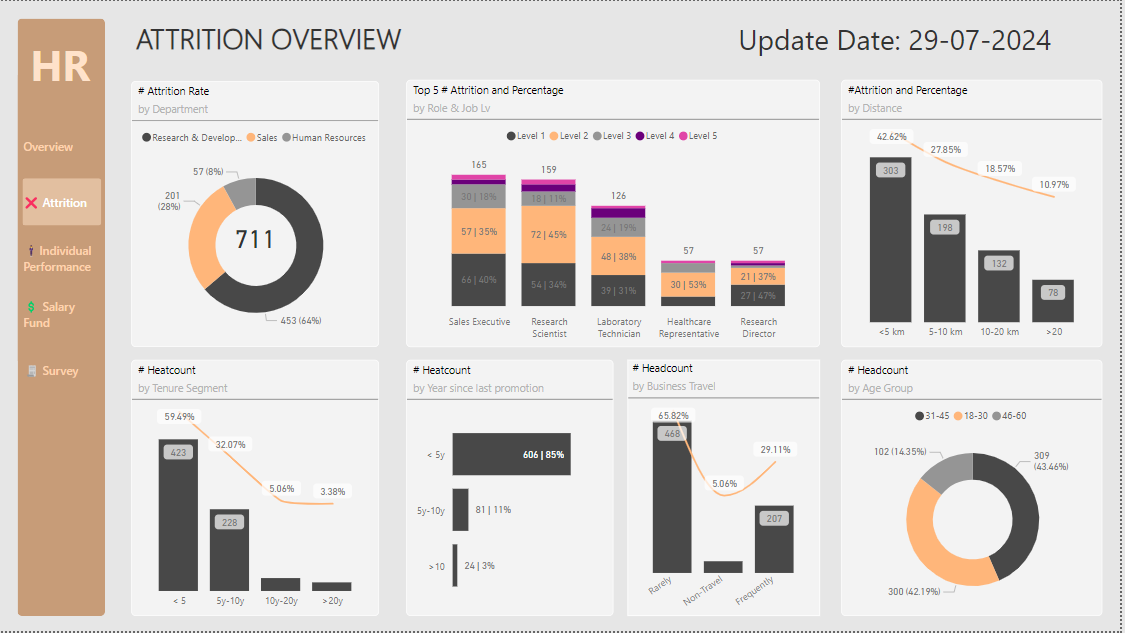 HR
Overview
Attrition
Individual
Performance
Salary
Fund
Survey
ATTRITION OVERVIEW
Update Date: 29-07-2024
# Attrition Rate
by Department
Research & Develop... Sales Human Resources
57 (8%)
201
(28%)
711
453 (64%)
Top 5 # Attrition and Percentage
by Role & Job Lv
Level 1 Level 2 Level 3 Level 4 Level 5
165
159
126
57
57
30 | 18%
18 | 11%
24 | 19%
57 | 35%
72 | 45%
48 | 38%
30 | 53%
21 | 37%
66 | 40%
54 | 34%
39 | 31%
27 | 47%
Sales Executive
Research
Scientist
Laboratory
Technician
Healthcare
Representative
Research
Director
#Attrition and Percentage
by Distance
42.62%
27.85%
18.57%
10.97%
303
198
132
78
<5 km
5-10 km
10-20 km
>20
# Heatcount
by Tenure Segment
59.49%
32.07%
5.06%
3.38%
423
228
< 5
5y-10y
10y-20y
>20y
# Heatcount
by Year since last promotion
< 5y
606 | 85%
5y-10y
81 | 11%
>10
24 | 3%
# Headcount
by Business Travel
65.82%
468
5.06%
29.11%
207
Rarely
Non-Travel
Frequently
# Headcount
by Age Group
31-45 18-30 46-60
102 (14.35%)
309
(43.46%)
300 (42.19%)